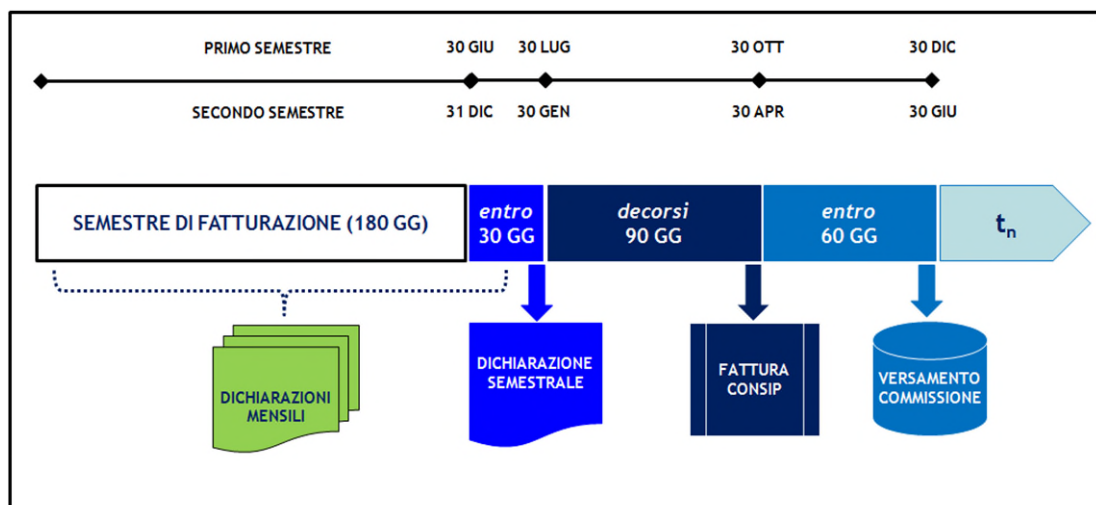 PRIMO SEMESTRE
30 GIU
30 LUG
30 OTT
30 DIC
SECONDO SEMESTRE
31 DIC
30 GEN
30 APR
30 GIU
SEMESTRE DI FATTURAZIONE (180 GG)
entro
30 GG
decorsi
90 GG
entro
60 GG
tn
DICHIARAZIONI
MENSILI
DICHIARAZIONE
SEMESTRALE
FATTURA
CONSIP
VERSAMENTO
COMMISSIONE